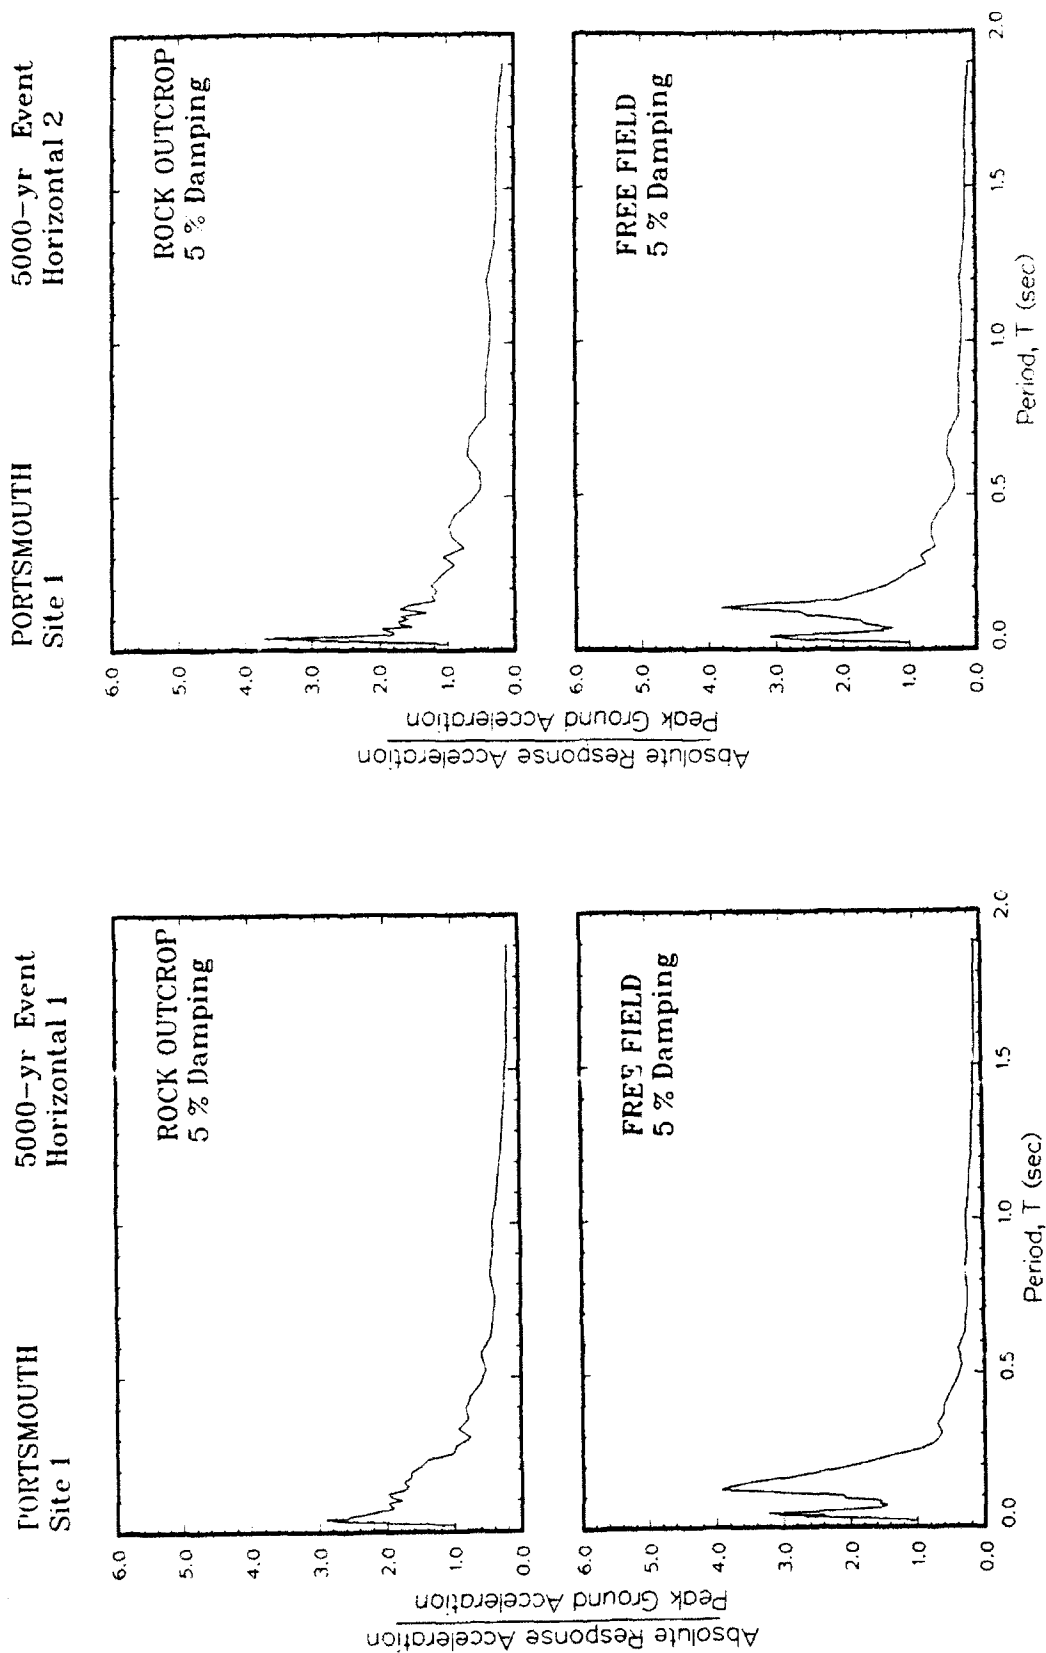 PORTSMOUTH
Site 1
5000-yr Event
Horizontal 1
Absolute Response Acceleration
Peak Ground Acceleration
6.0
5.0
4.0
3.0
2.0
1.0
0.0
ROCK OUTCROP
5 % Damping
6.0
5.0
4.0
3.0
2.0
1.0
0.0
FREE FIELD
5 % Damping
0.0
0.5
1.0
1.5
2.0
Period, T (sec)
PORTSMOUTH
Site 1
5000-yr Event
Horizontal 2
Absolute Response Acceleration
Peak Ground Acceleration
6.0
5.0
4.0
3.0
2.0
1.0
0.0
ROCK OUTCROP
5 % Damping
6.0
5.0
4.0
3.0
2.0
1.0
0.0
FREE FIELD
5 % Damping
0.0
0.5
1.0
1.5
2.0
Period, T (sec)